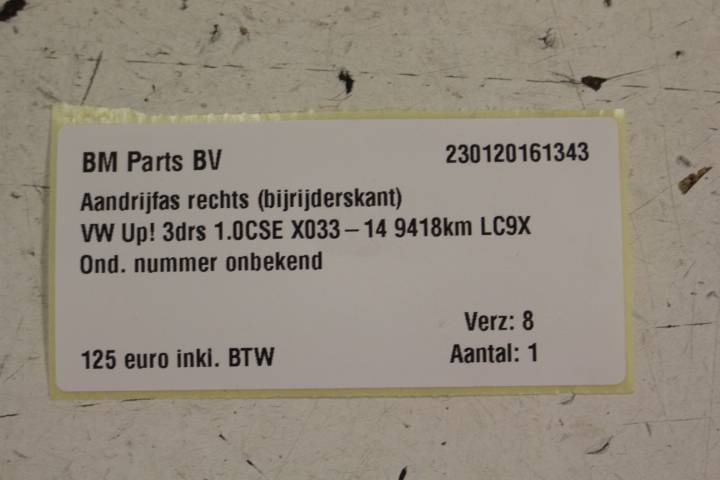 BM Parts BV 230120161343
Aandrijfas rechts (bijrijderskant)
VW Up! 3drs 1.0CSE X033-14 9418km LC9X
Ond. nummer onbekend
Verz: 8
125 euro inkl. BTW Aantal: 1